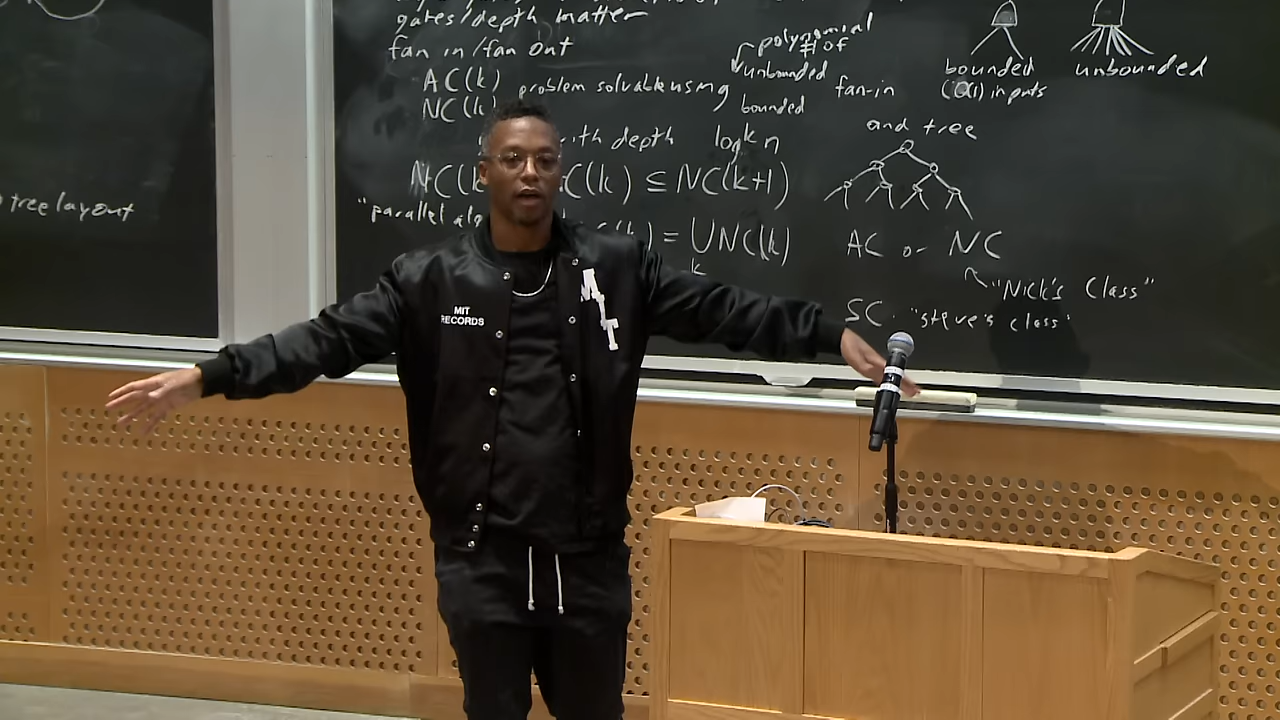 gates/depth matter
fan in/fan out
AC(k)
NC(k)
problem solvable using
polynomial
# of
unbounded
bounded
fan-in
with depth log^k n
NC(k) C(k) ⊆ NC(k+1)
"parallel alg
(k) = ∪ NC(k)
k
tree layout
bounded
(O(1)) inputs
unbounded
and tree
AC or NC
"Nick's Class"
SC "Steve's class"
MIT
RECORDS
MIT